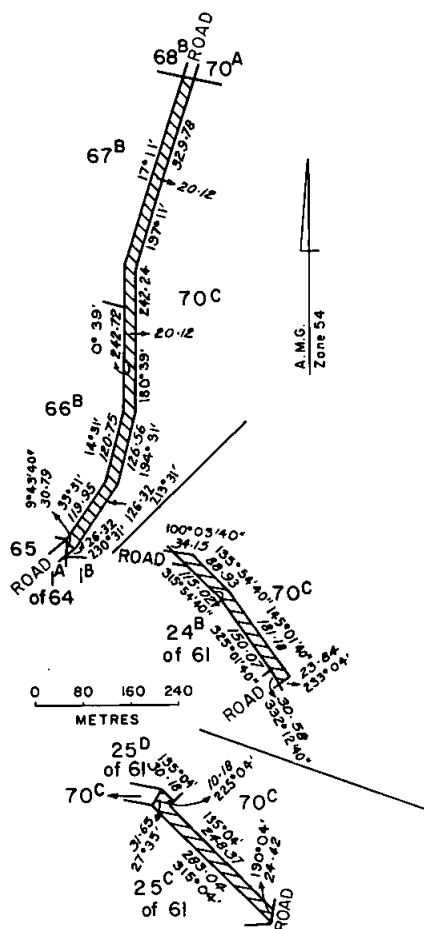 ROAD
68ᴮ
70ᴬ
67ᴮ
17° 11'
329.78
20.12
197° 11'
70ᶜ
242.24
0° 39'
242.72
20.12
180° 39'
A.M.G.
Zone 54
66ᴮ
14° 31'
120.75
126.56
194° 31'
9° 43' 40"
30.79
33° 31'
119.95
126.32
213° 31'
26.32
230° 31'
65
ROAD
1ᴬ
1ᴮ
of 64
100° 03' 40"
ROAD
34.15
135° 54' 40"
88.93
70ᶜ
115.02
315° 54' 40"
145° 01' 40"
181.18
24ᴮ
of 61
150.07
325° 01' 40"
23.84
233° 04'
ROAD
30.58
332° 12' 40"
0 80 160 240
METRES
25ᴰ
of 61
135° 04'
30.18
10.18
225° 04'
70ᶜ
70ᶜ
31.65
27° 35'
135° 04'
248.37
283.04
315° 04'
190° 04'
24.42
25ᶜ
of 61
ROAD